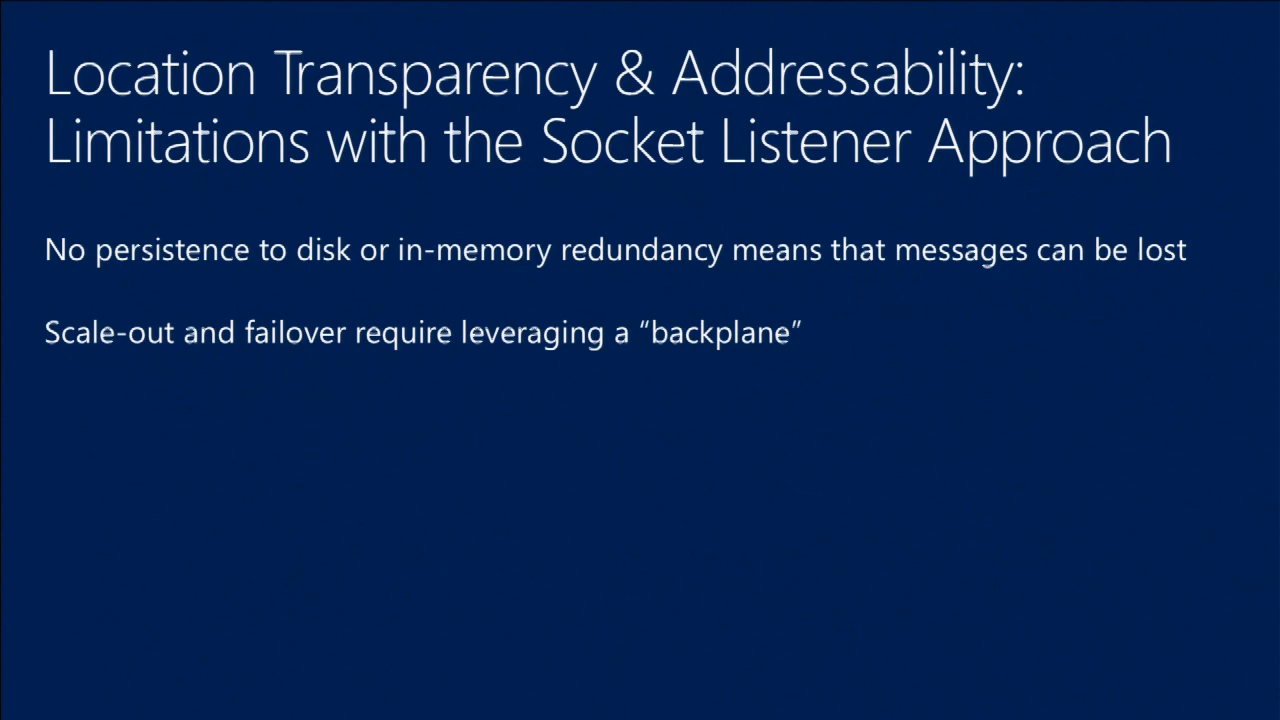 Location Transparency & Addressability:
Limitations with the Socket Listener Approach
No persistence to disk or in-memory redundancy means that messages can be lost
Scale-out and failover require leveraging a “backplane”